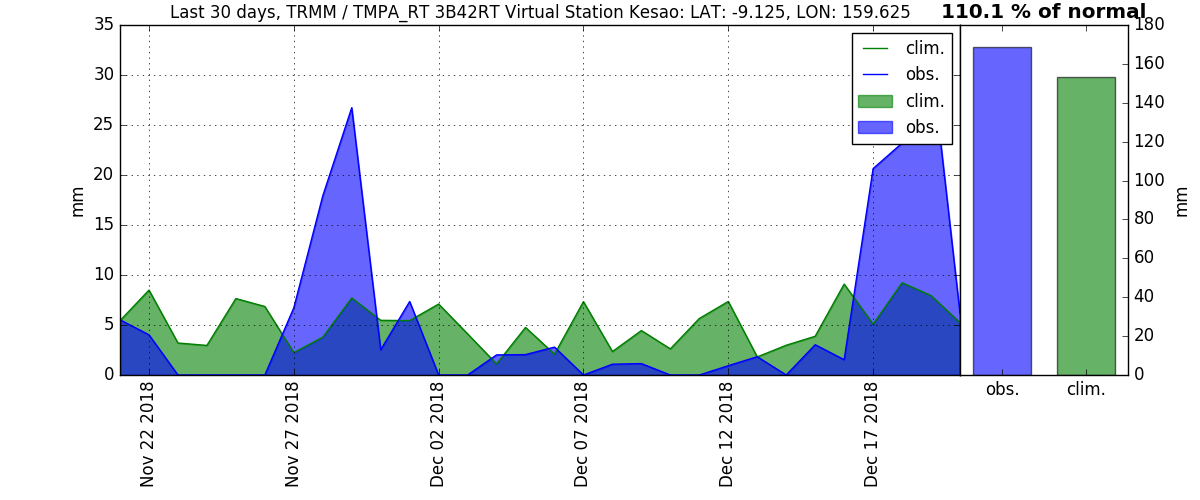 Last 30 days, TRMM / TMPA_RT 3B42RT Virtual Station Kesao: LAT: -9.125, LON: 159.625
110.1 % of normal
35
30
25
20
15
10
5
0
mm
clim.
obs.
clim.
obs.
180
160
140
120
100
80
60
40
20
0
mm
obs.
clim.
Nov 22 2018
Nov 27 2018
Dec 02 2018
Dec 07 2018
Dec 12 2018
Dec 17 2018